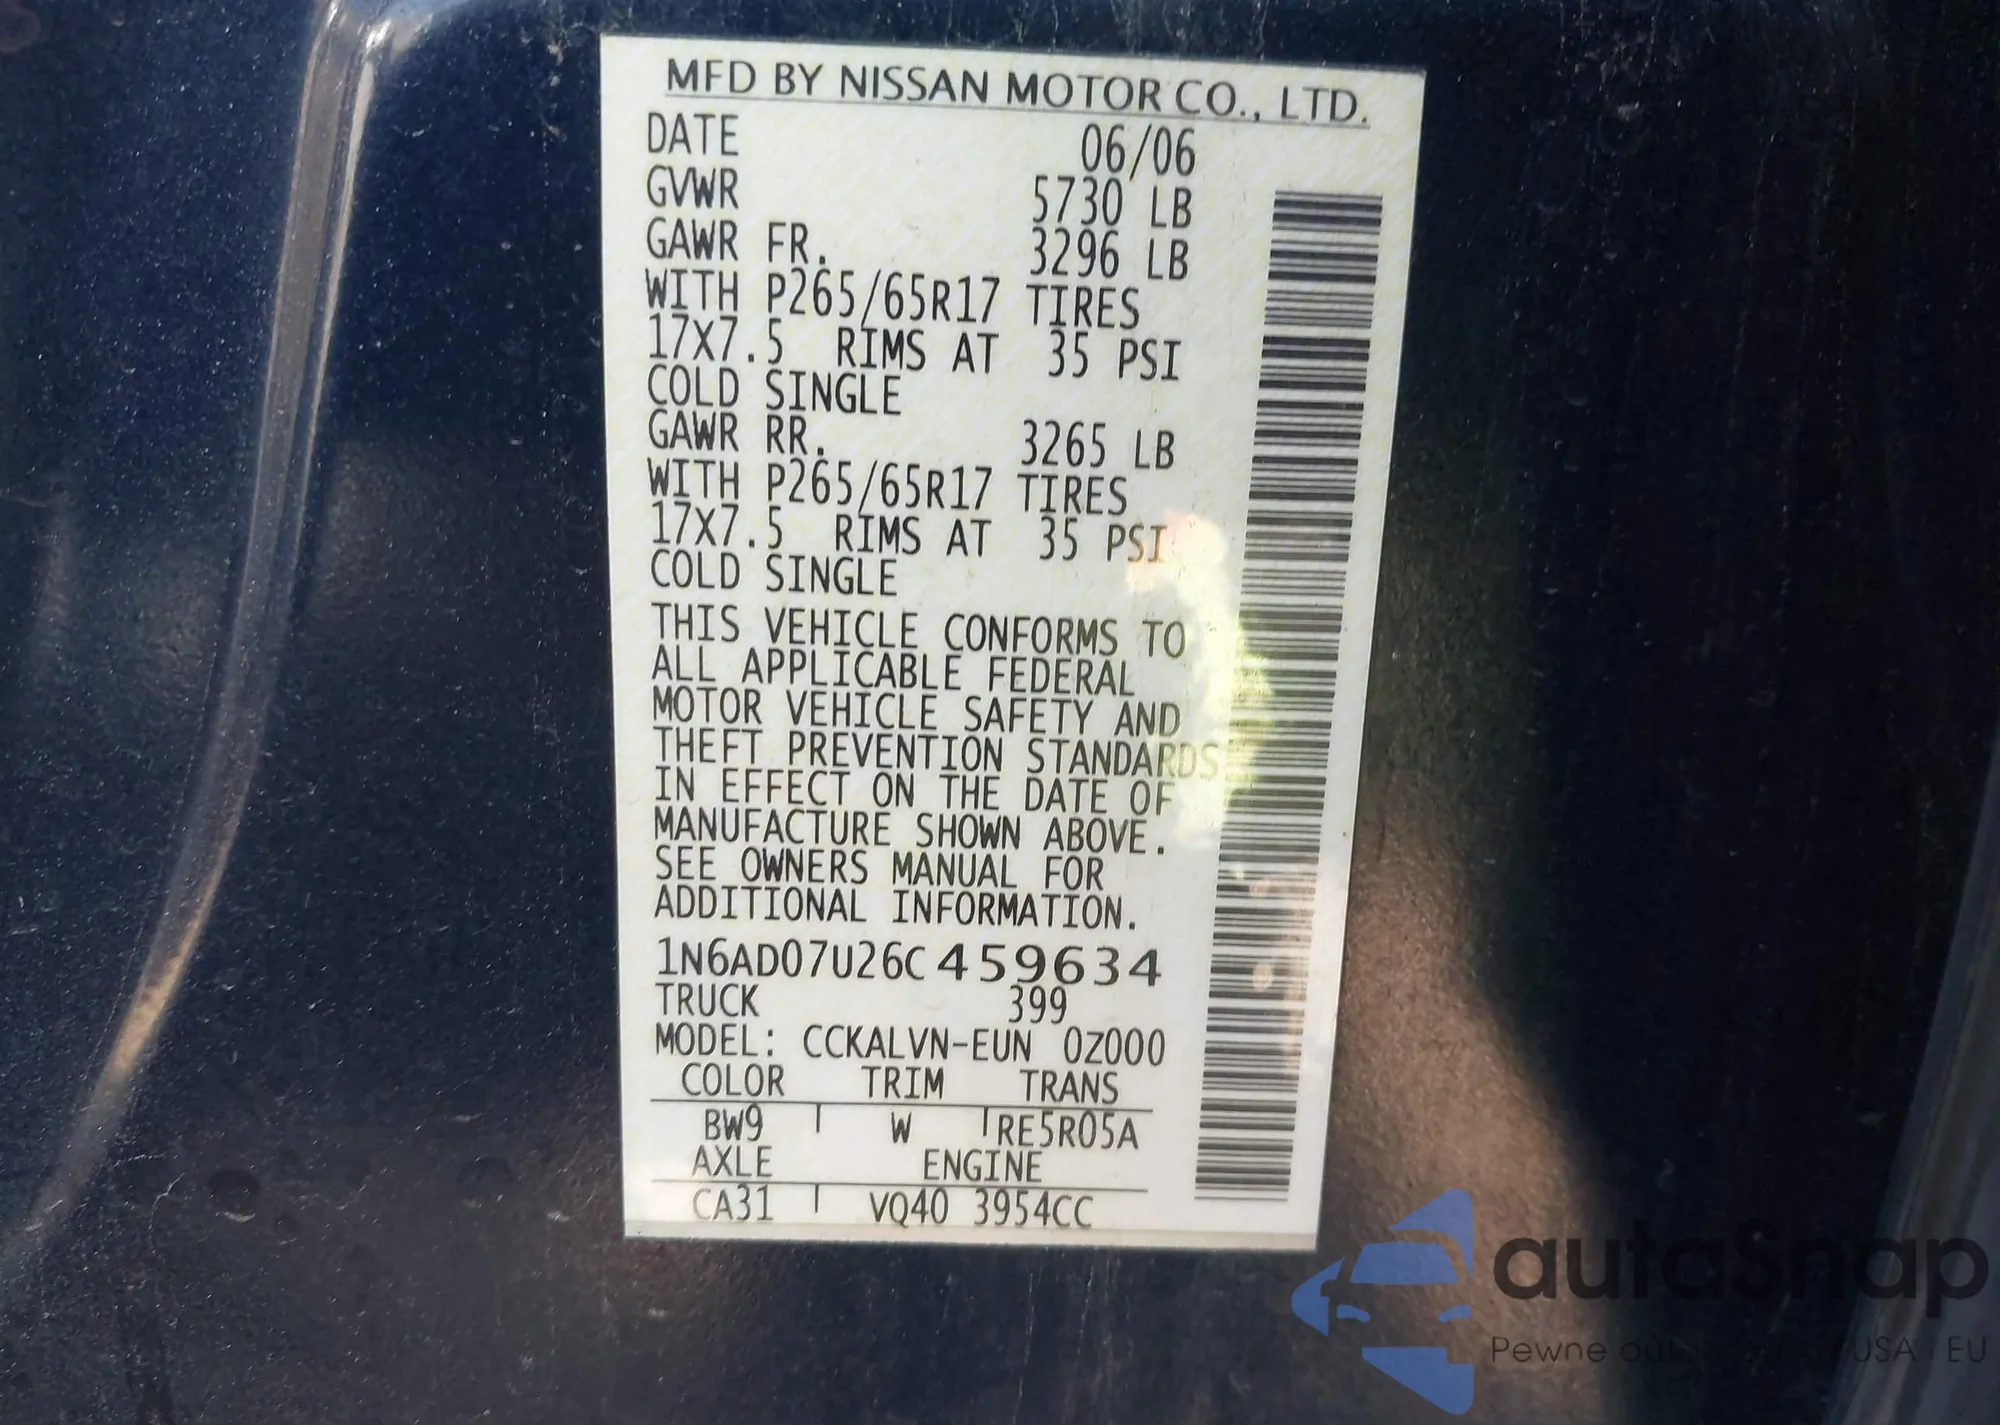 MFD BY NISSAN MOTOR CO., LTD.
DATE 06/06
GVWR 5730 LB
GAWR FR. 3296 LB
WITH P265/65R17 TIRES
17X7.5 RIMS AT 35 PSI
COLD SINGLE
GAWR RR. 3265 LB
WITH P265/65R17 TIRES
17X7.5 RIMS AT 35 PSI
COLD SINGLE
THIS VEHICLE CONFORMS TO
ALL APPLICABLE FEDERAL
MOTOR VEHICLE SAFETY AND
THEFT PREVENTION STANDARDS
IN EFFECT ON THE DATE OF
MANUFACTURE SHOWN ABOVE.
SEE OWNERS MANUAL FOR
ADDITIONAL INFORMATION.
1N6AD07U26C459634
TRUCK 399
MODEL: CCKALVN-EUN 0Z000
COLOR TRIM TRANS
BW9 W RE5R05A
AXLE ENGINE
CA31 VQ40 3954CC
autaSnap
Pewne USA i EU